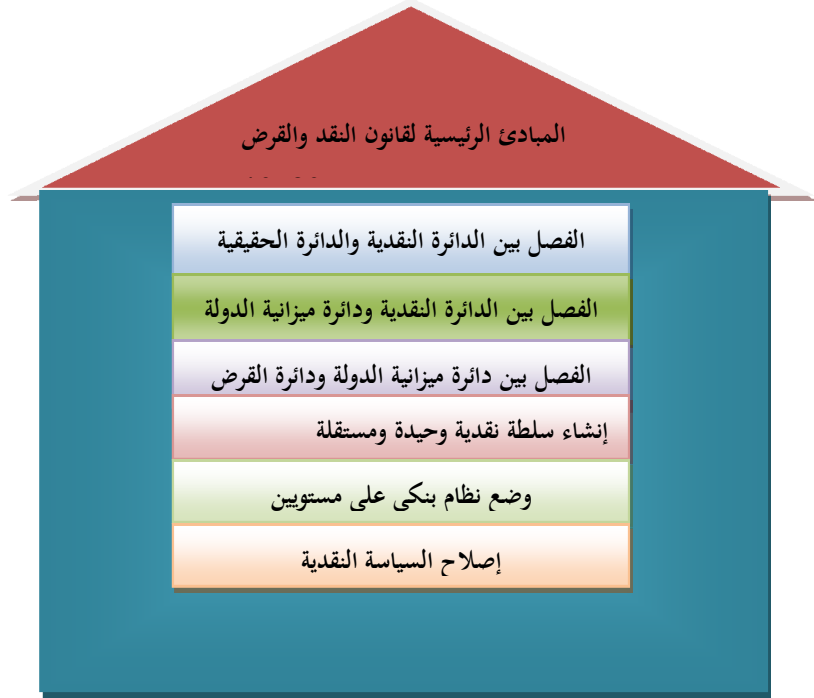 المبادئ الرئيسية لقانون النقد والقرض
الفصل بين الدائرة النقدية والدائرة الحقيقية
الفصل بين الدائرة النقدية ودائرة ميزانية الدولة
الفصل بين دائرة ميزانية الدولة ودائرة القرض
إنشاء سلطة نقدية وحيدة ومستقلة
وضع نظام بنكي على مستويين
إصلاح السياسة النقدية